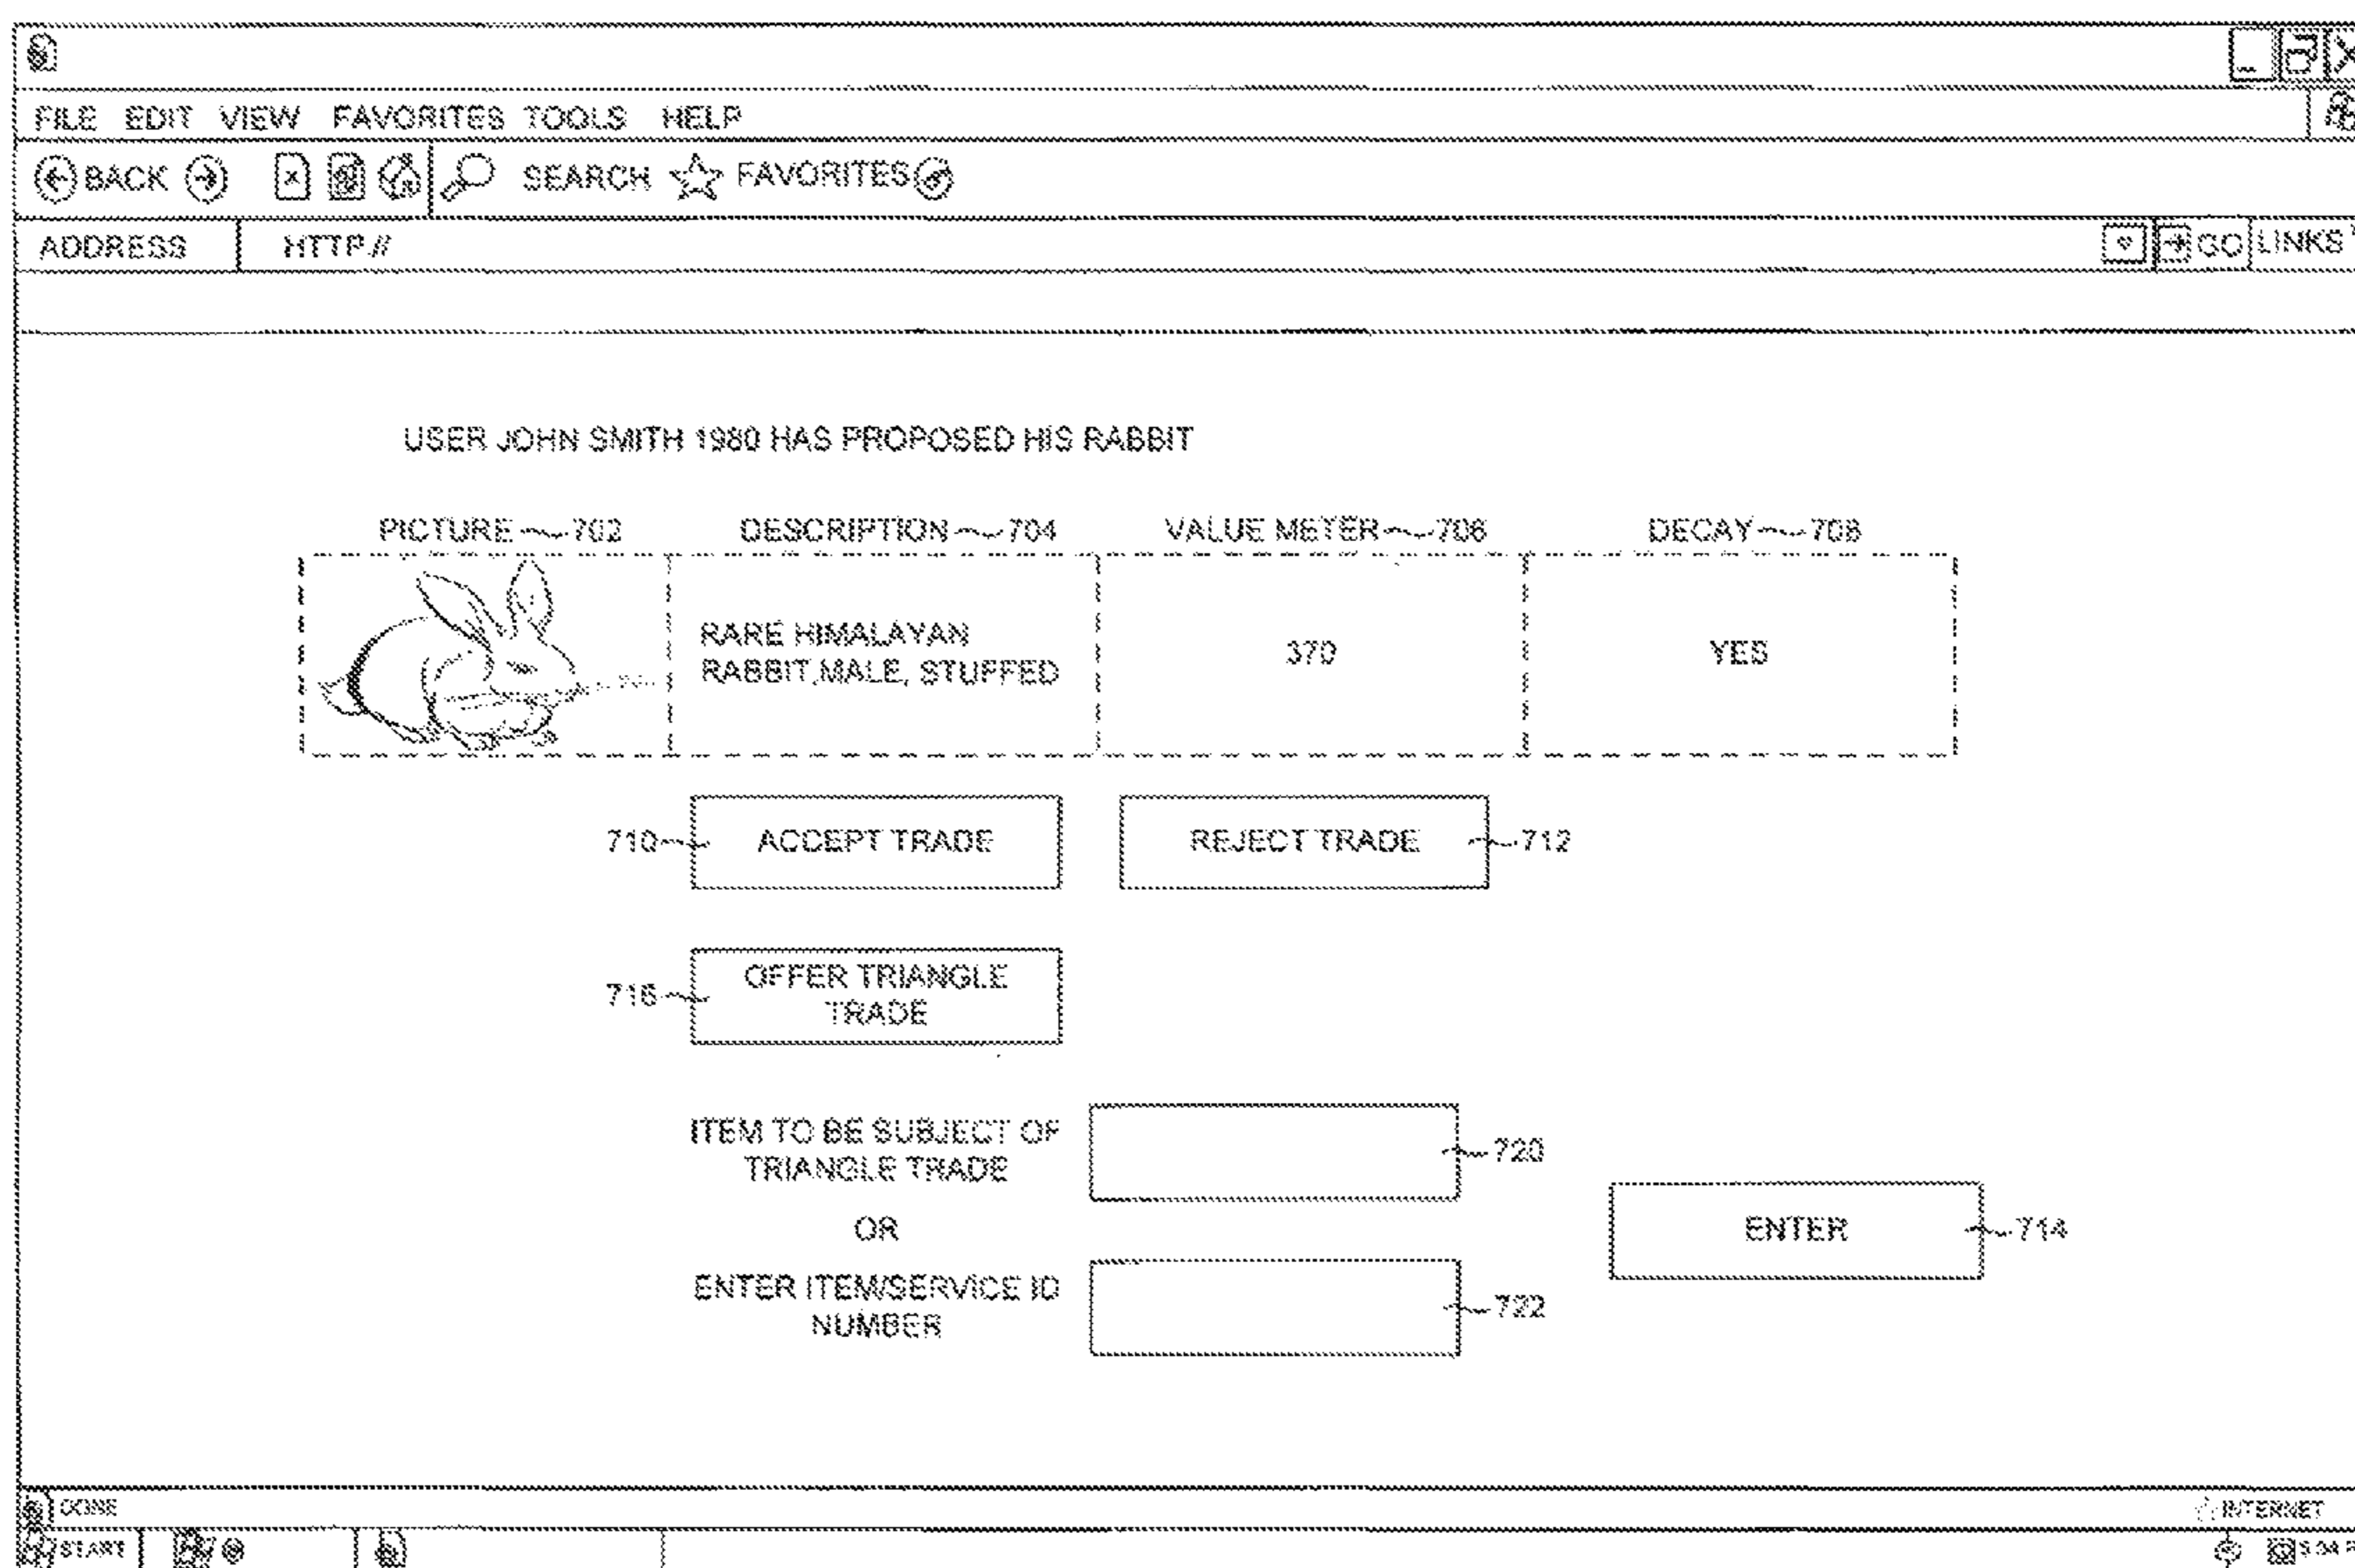 FILE EDIT VIEW FAVORITES TOOLS HELP
BACK SEARCH FAVORITES
ADDRESS HTTP://
GO LINKS
USER JOHN SMITH 1980 HAS PROPOSED HIS RABBIT
PICTURE 702 DESCRIPTION 704 VALUE METER 706 DECAY 708
RARE HIMALAYAN
RABBIT,MALE, STUFFED
370
YES
710 ACCEPT TRADE REJECT TRADE 712
716 OFFER TRIANGLE
TRADE
ITEM TO BE SUBJECT OF
TRIANGLE TRADE
720
OR
ENTER 714
ENTER ITEM/SERVICE ID
NUMBER
722
DONE INTERNET
START